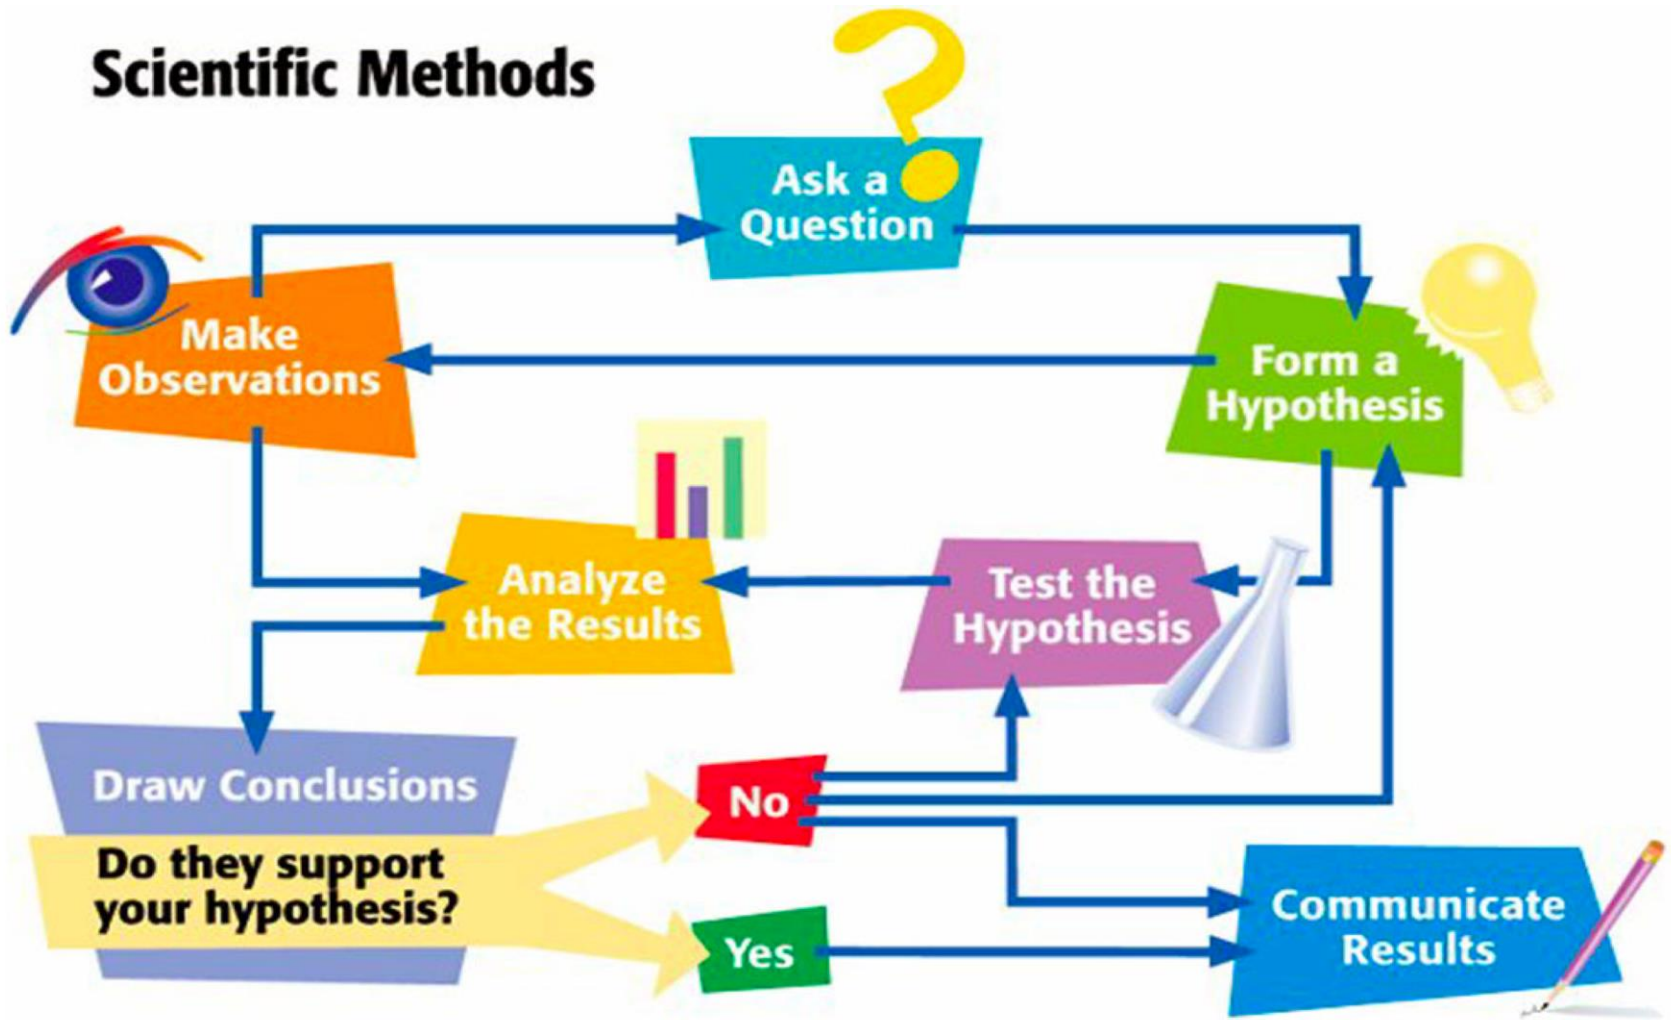 Scientific Methods
Ask a
Question
Make
Observations
Form a
Hypothesis
Analyze
the Results
Test the
Hypothesis
Draw Conclusions
Do they support
your hypothesis?
No
Yes
Communicate
Results